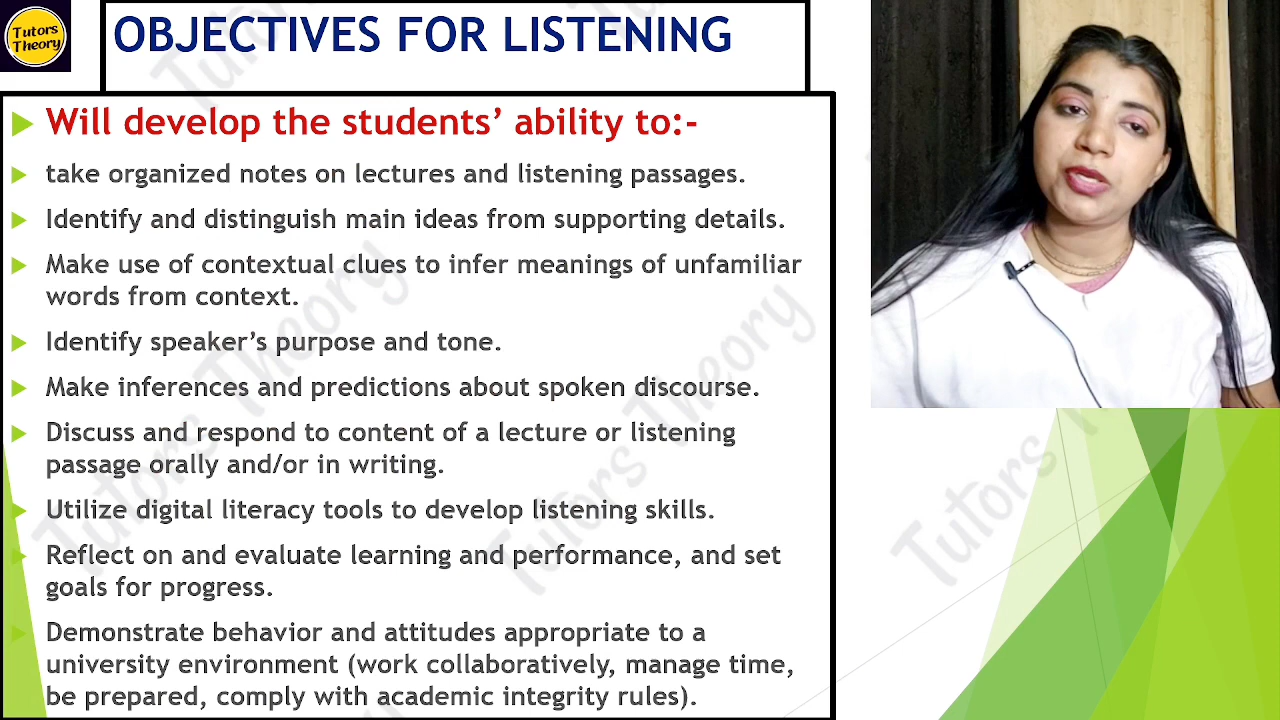 Tutors
Theory
OBJECTIVES FOR LISTENING
Will develop the students’ ability to:-
take organized notes on lectures and listening passages.
Identify and distinguish main ideas from supporting details.
Make use of contextual clues to infer meanings of unfamiliar
words from context.
Identify speaker’s purpose and tone.
Make inferences and predictions about spoken discourse.
Discuss and respond to content of a lecture or listening
passage orally and/or in writing.
Utilize digital literacy tools to develop listening skills.
Reflect on and evaluate learning and performance, and set
goals for progress.
Demonstrate behavior and attitudes appropriate to a
university environment (work collaboratively, manage time,
be prepared, comply with academic integrity rules).
Tutors Theory
Tutors Theory
Tutors